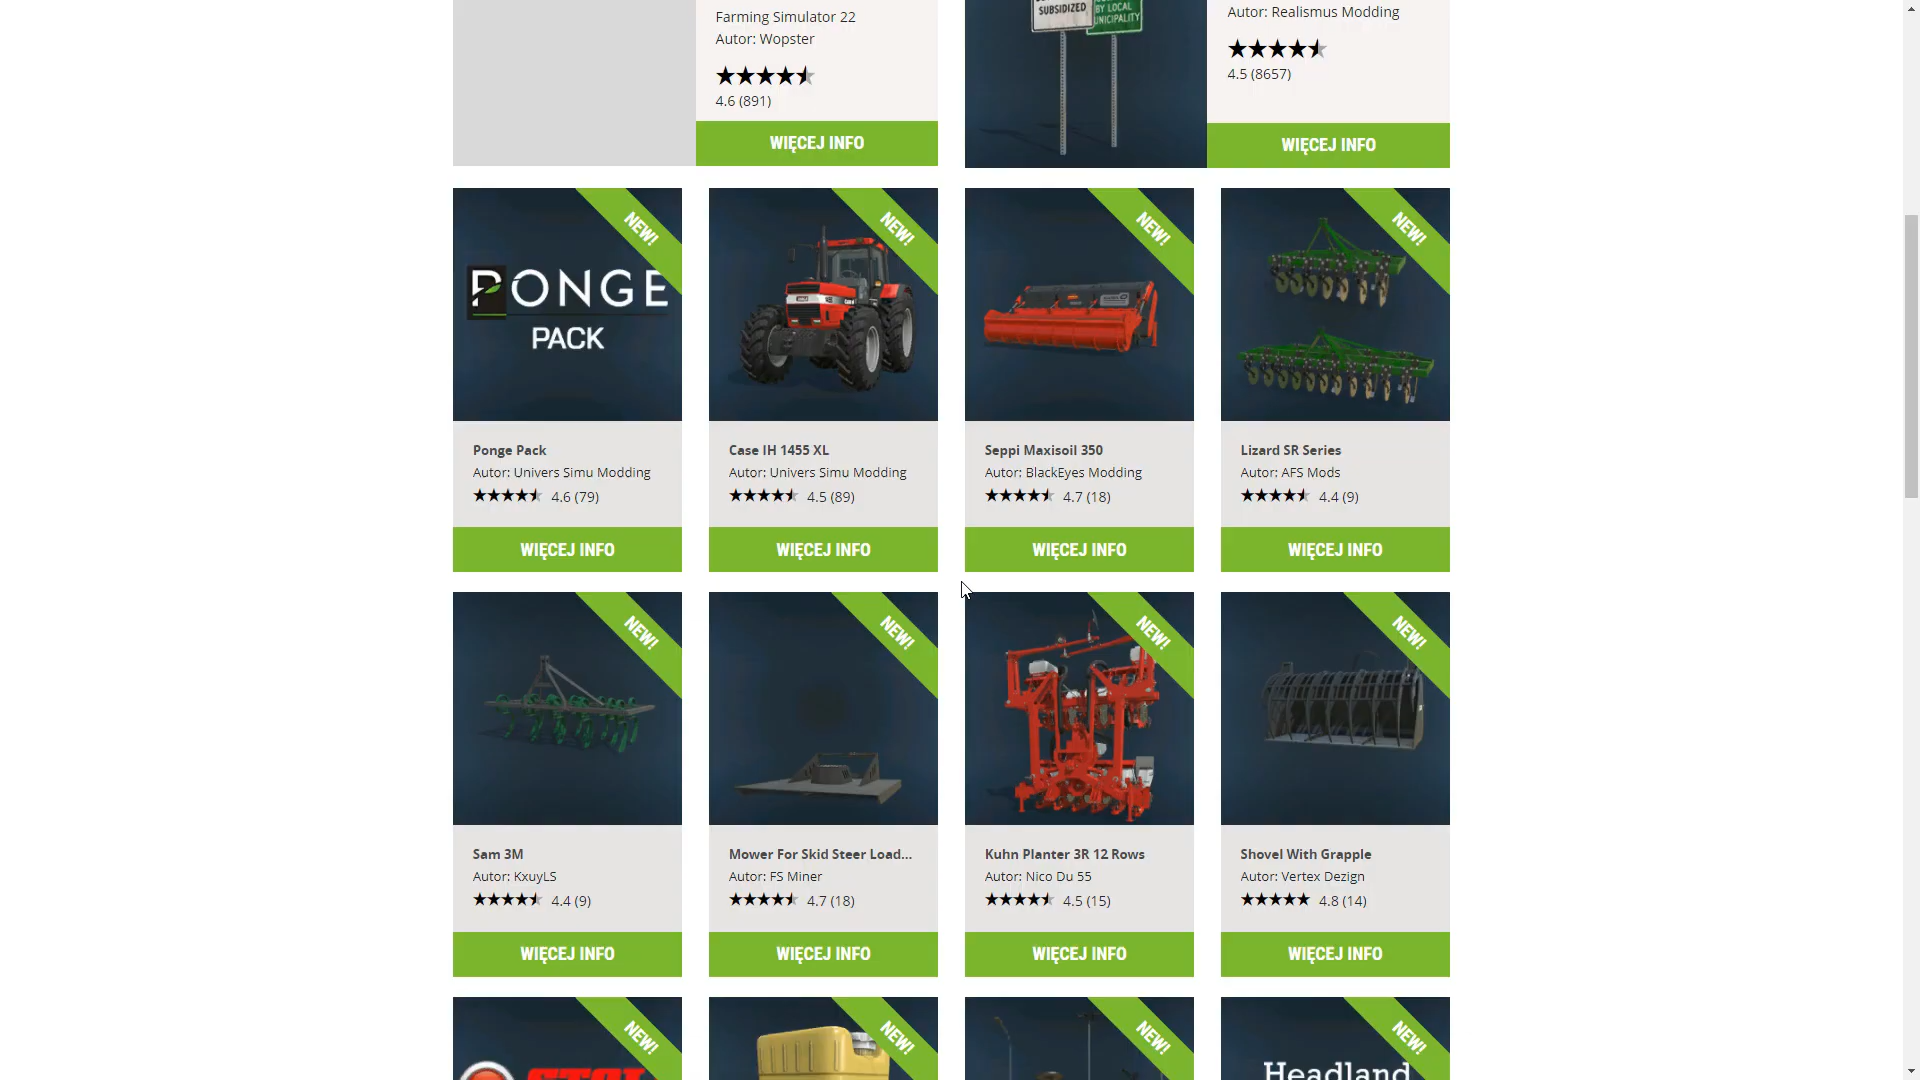 Farming Simulator 22
Autor: Wopster
4.6 (891)
WIĘCEJ INFO
SUBSIDIZED
BY LOCAL
MUNICIPALITY
Autor: Realismus Modding
4.5 (8657)
WIĘCEJ INFO
NEW!
PONGE
PACK
Ponge Pack
Autor: Univers Simu Modding
4.6 (79)
WIĘCEJ INFO
NEW!
Case IH 1455 XL
Autor: Univers Simu Modding
4.5 (89)
WIĘCEJ INFO
NEW!
Seppi Maxisoil 350
Autor: BlackEyes Modding
4.7 (18)
WIĘCEJ INFO
NEW!
Lizard SR Series
Autor: AFS Mods
4.4 (9)
WIĘCEJ INFO
NEW!
Sam 3M
Autor: KxuyLS
4.4 (9)
WIĘCEJ INFO
NEW!
Mower For Skid Steer Load...
Autor: FS Miner
4.7 (18)
WIĘCEJ INFO
NEW!
Kuhn Planter 3R 12 Rows
Autor: Nico Du 55
4.5 (15)
WIĘCEJ INFO
NEW!
Shovel With Grapple
Autor: Vertex Dezign
4.8 (14)
WIĘCEJ INFO
NEW!
NEW!
NEW!
NEW!
Headland